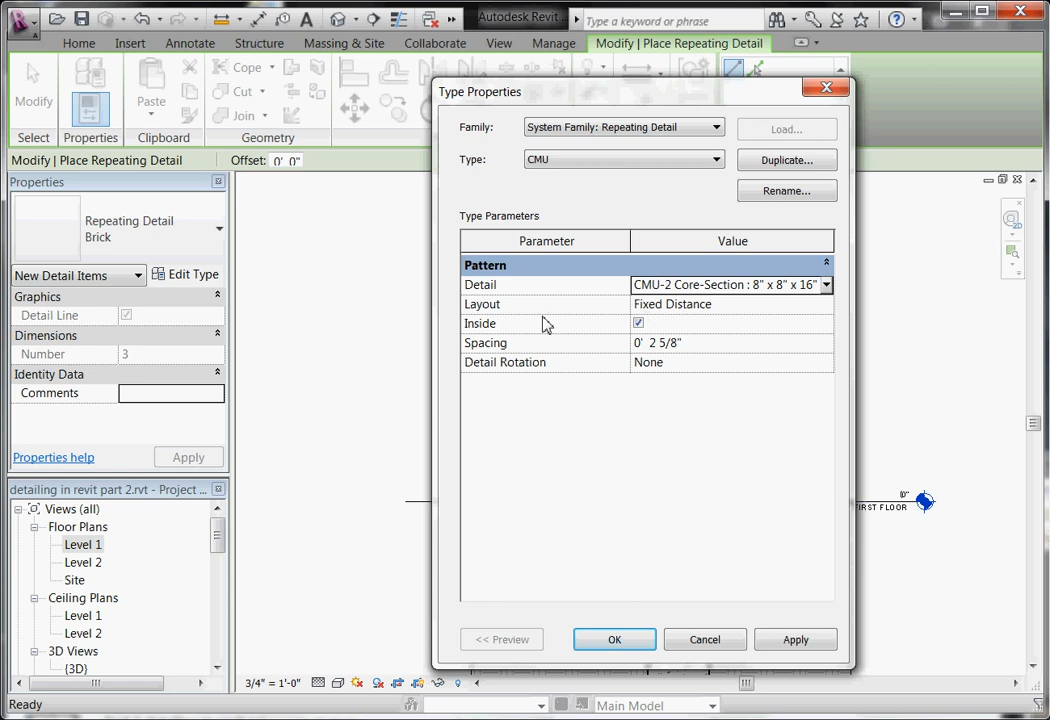 Autodesk Revit ...
Type a keyword or phrase
Home Insert Annotate Structure Massing & Site Collaborate View Manage Modify | Place Repeating Detail
Modify
Paste
Cope
Cut
Join
Select Properties Clipboard Geometry
Modify | Place Repeating Detail Offset: 0' 0"
Properties
Repeating Detail
Brick
New Detail Items Edit Type
Graphics
Detail Line
Dimensions
Number 3
Identity Data
Comments
Properties help Apply
detailing in revit part 2.rvt - Project ...
Views (all)
Floor Plans
Level 1
Level 2
Site
Ceiling Plans
Level 1
Level 2
3D Views
{3D}
Ready
Type Properties
Family: System Family: Repeating Detail Load...
Type: CMU Duplicate...
Rename...
Type Parameters
Parameter Value
Pattern
Detail CMU-2 Core-Section : 8" x 8" x 16"
Layout Fixed Distance
Inside
Spacing 0' 2 5/8"
Detail Rotation None
<< Preview OK Cancel Apply
FIRST FLOOR
3/4" = 1'-0"
Main Model